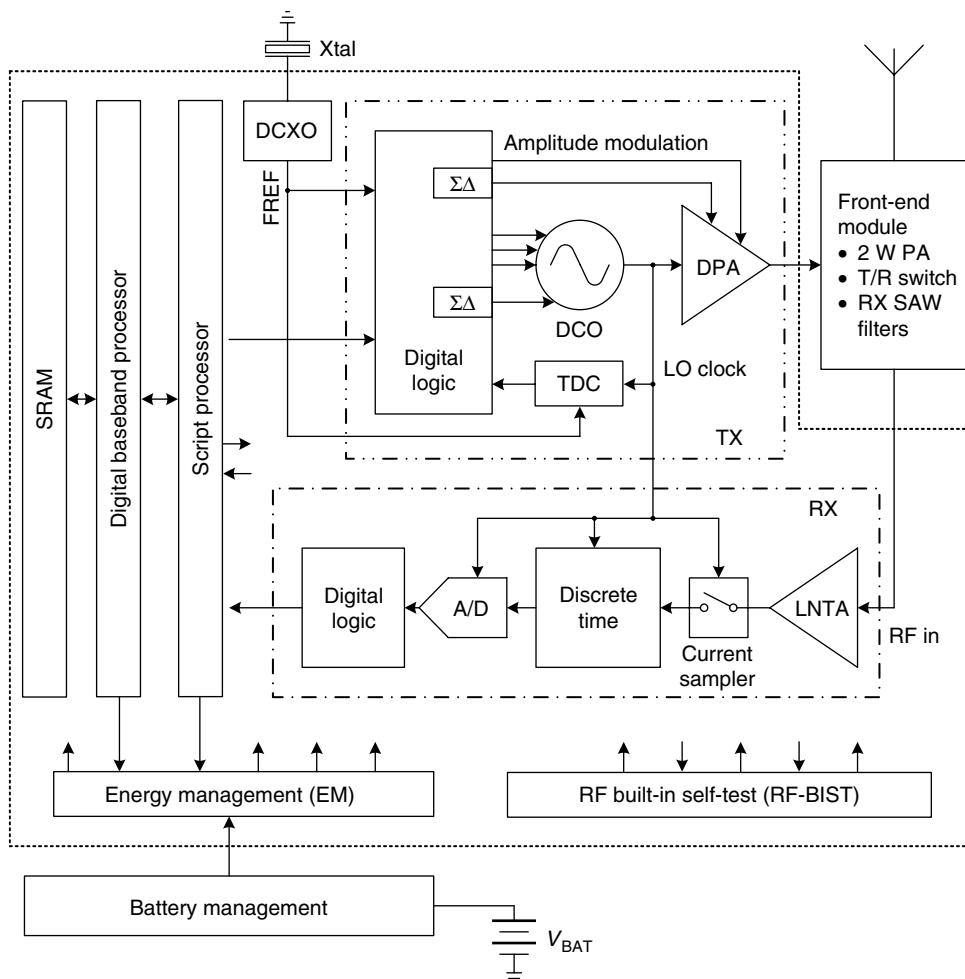 Xtal
DCXO
FREF
SRAM
Digital baseband processor
Script processor
Amplitude modulation
ΣΔ
ΣΔ
Digital
logic
DCO
DPA
TDC
LO clock
TX
Front-end
module
• 2 W PA
• T/R switch
• RX SAW
filters
RX
Digital
logic
A/D
Discrete
time
Current
sampler
LNTA
RF in
Energy management (EM)
RF built-in self-test (RF-BIST)
Battery management
VBAT